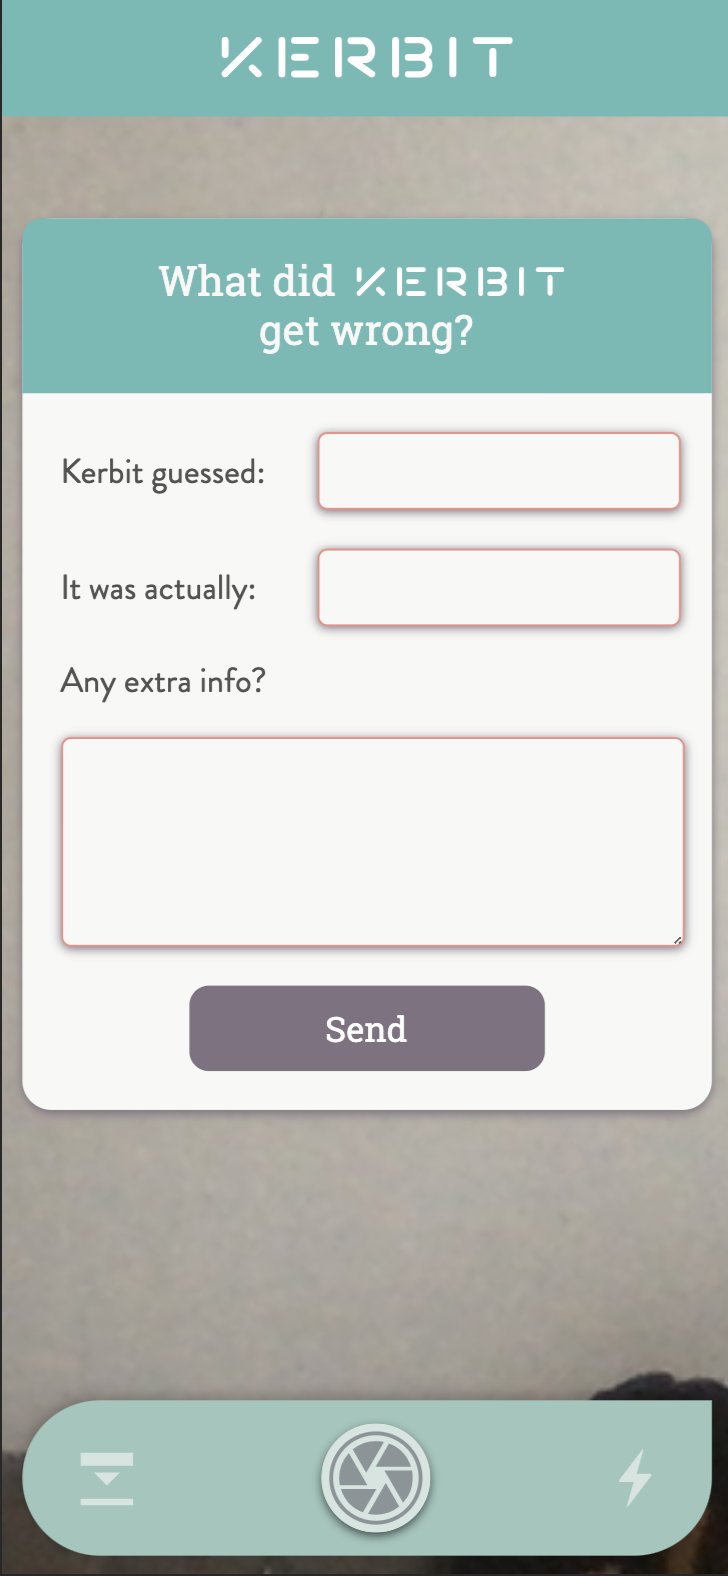 KERBIT
What did KERBIT
get wrong?
Kerbit guessed:
It was actually:
Any extra info?
Send